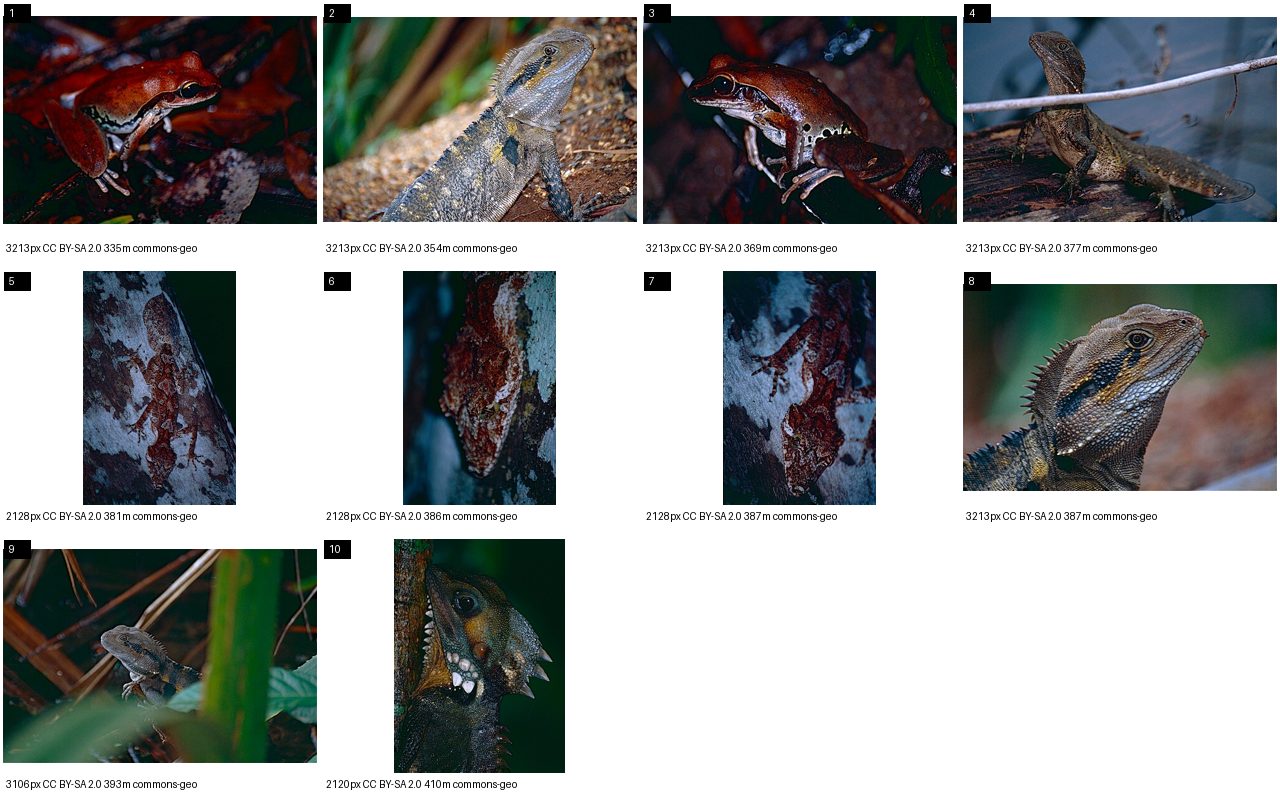 1
2
3
4
3213px CC BY-SA 2.0 335m commons-geo
3213px CC BY-SA 2.0 354m commons-geo
3213px CC BY-SA 2.0 369m commons-geo
3213px CC BY-SA 2.0 377m commons-geo
5
6
7
8
2128px CC BY-SA 2.0 381m commons-geo
2128px CC BY-SA 2.0 386m commons-geo
2128px CC BY-SA 2.0 387m commons-geo
3213px CC BY-SA 2.0 387m commons-geo
9
10
3106px CC BY-SA 2.0 393m commons-geo
2120px CC BY-SA 2.0 410m commons-geo